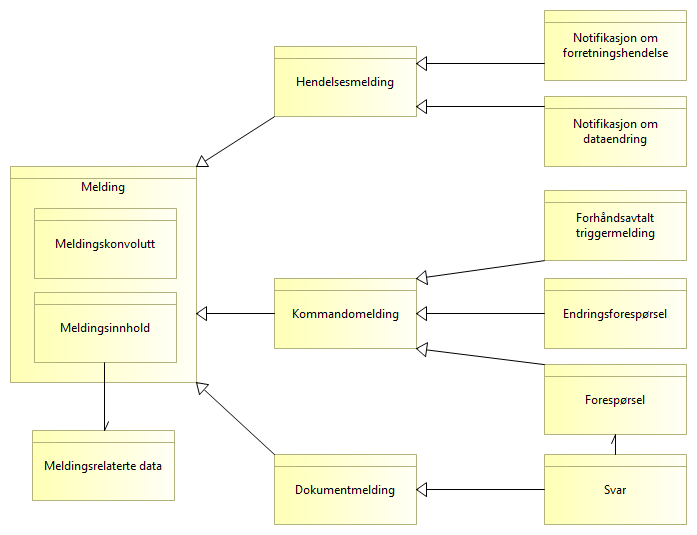 Notifikasjon om
forretningshendelse
Hendelsesmelding
Notifikasjon om
dataendring
Melding
Meldingskonvolutt
Meldingsinnhold
Forhåndsavtalt
triggermelding
Kommandomelding
Endringsforespørsel
Forespørsel
Meldingsrelaterte data
Dokumentmelding
Svar